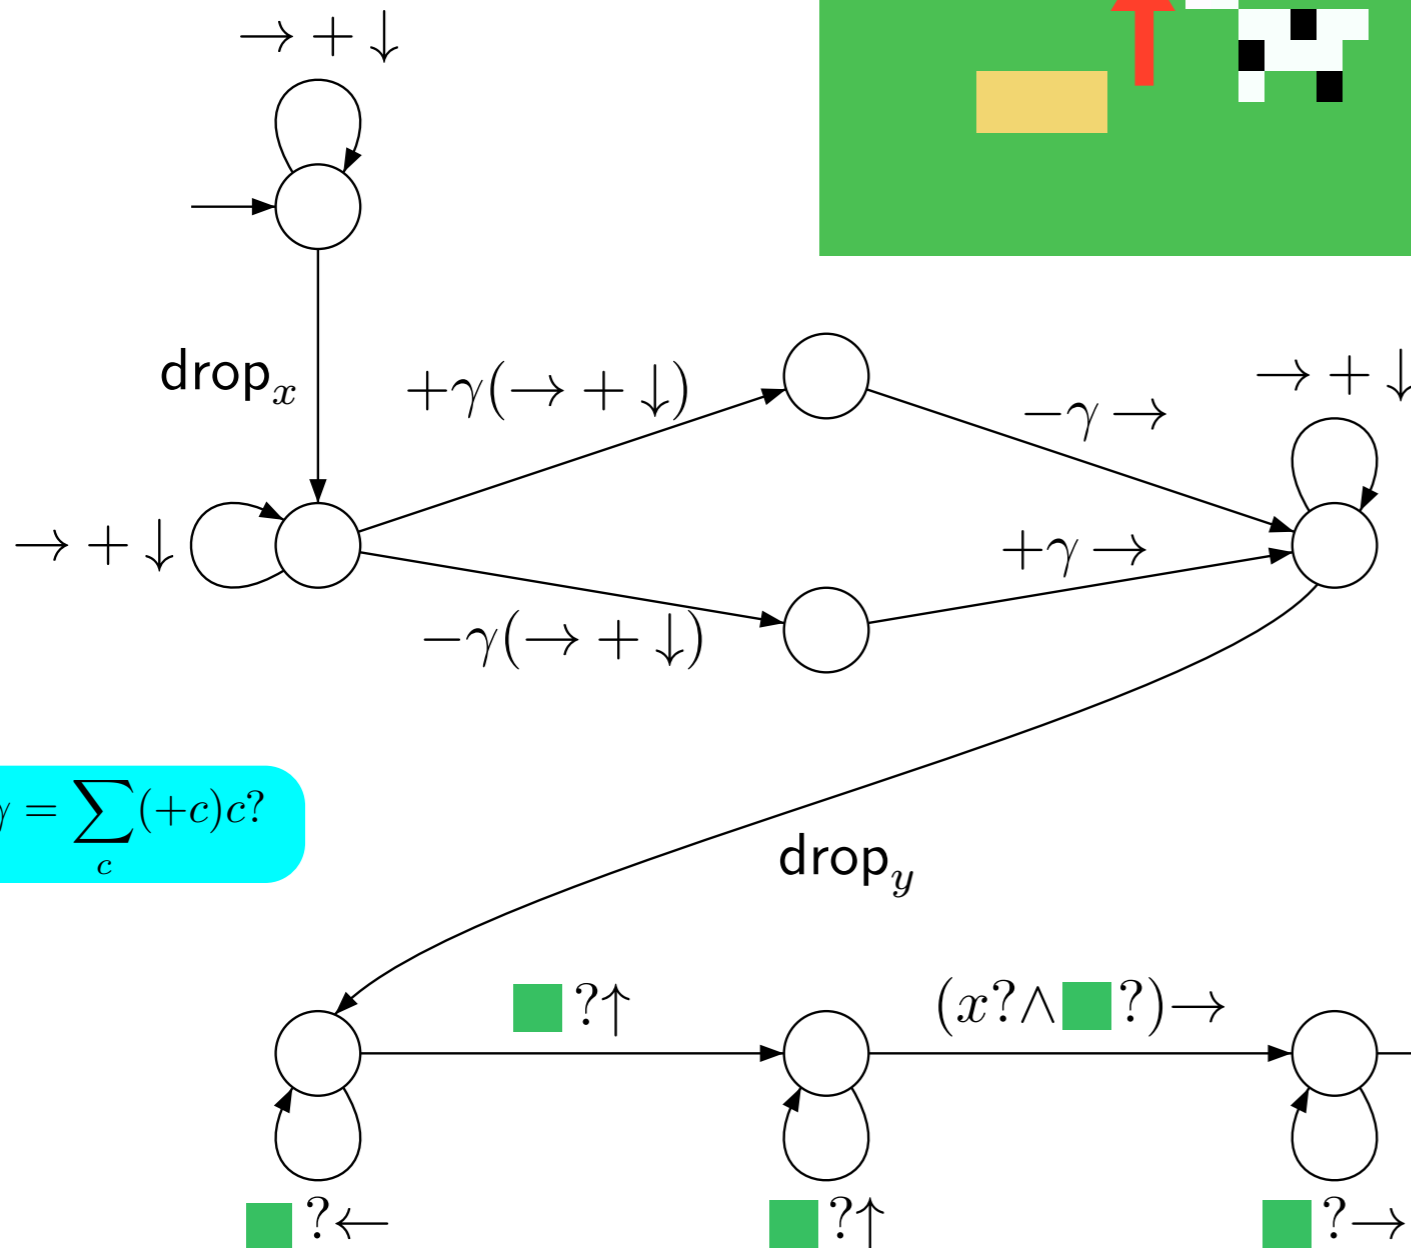 → + ↓
drop_x
+γ(→ + ↓)
−γ →
→ + ↓
→ + ↓
+γ →
−γ(→ + ↓)
γ = ∑_c (+c)c?
drop_y
?↑
(x?∧ ?)→
?←
?↑
?→